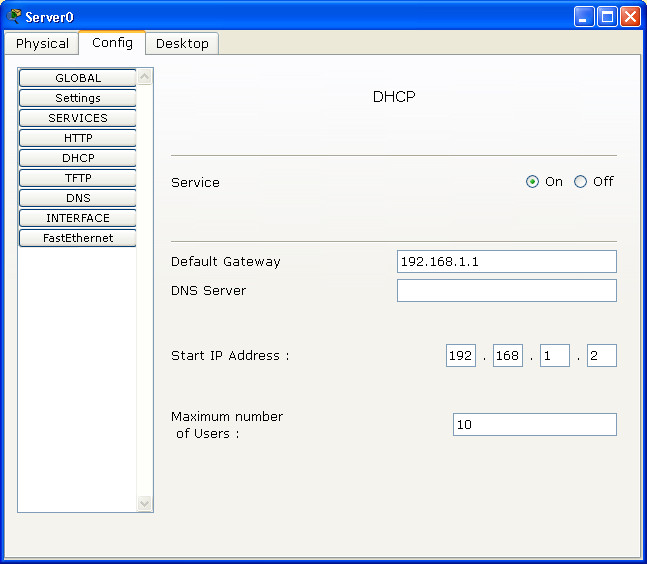 Server0
Physical Config Desktop
GLOBAL
Settings
SERVICES
HTTP
DHCP
TFTP
DNS
INTERFACE
FastEthernet
DHCP
Service On Off
Default Gateway 192.168.1.1
DNS Server
Start IP Address : 192 . 168 . 1 . 2
Maximum number
of Users :
10